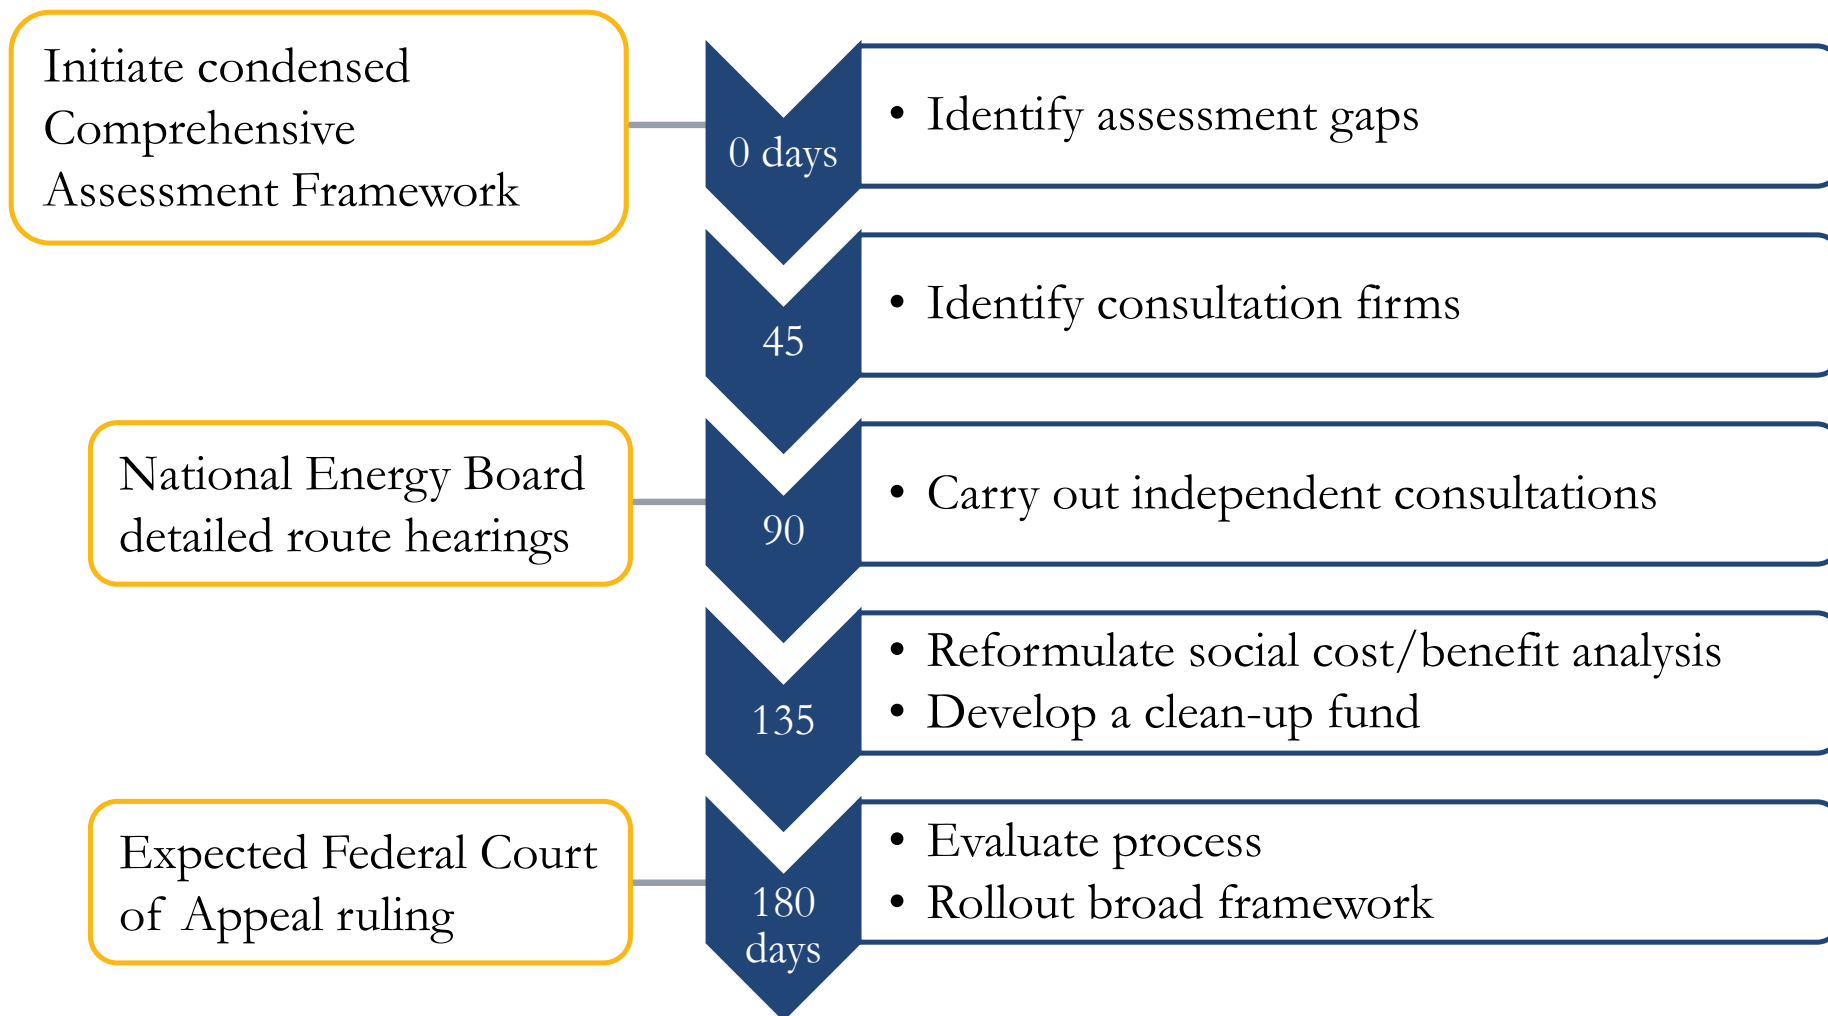 Initiate condensed
Comprehensive
Assessment Framework
0 days
• Identify assessment gaps
45
• Identify consultation firms
National Energy Board
detailed route hearings
90
• Carry out independent consultations
135
• Reformulate social cost/benefit analysis
• Develop a clean-up fund
Expected Federal Court
of Appeal ruling
180
days
• Evaluate process
• Rollout broad framework